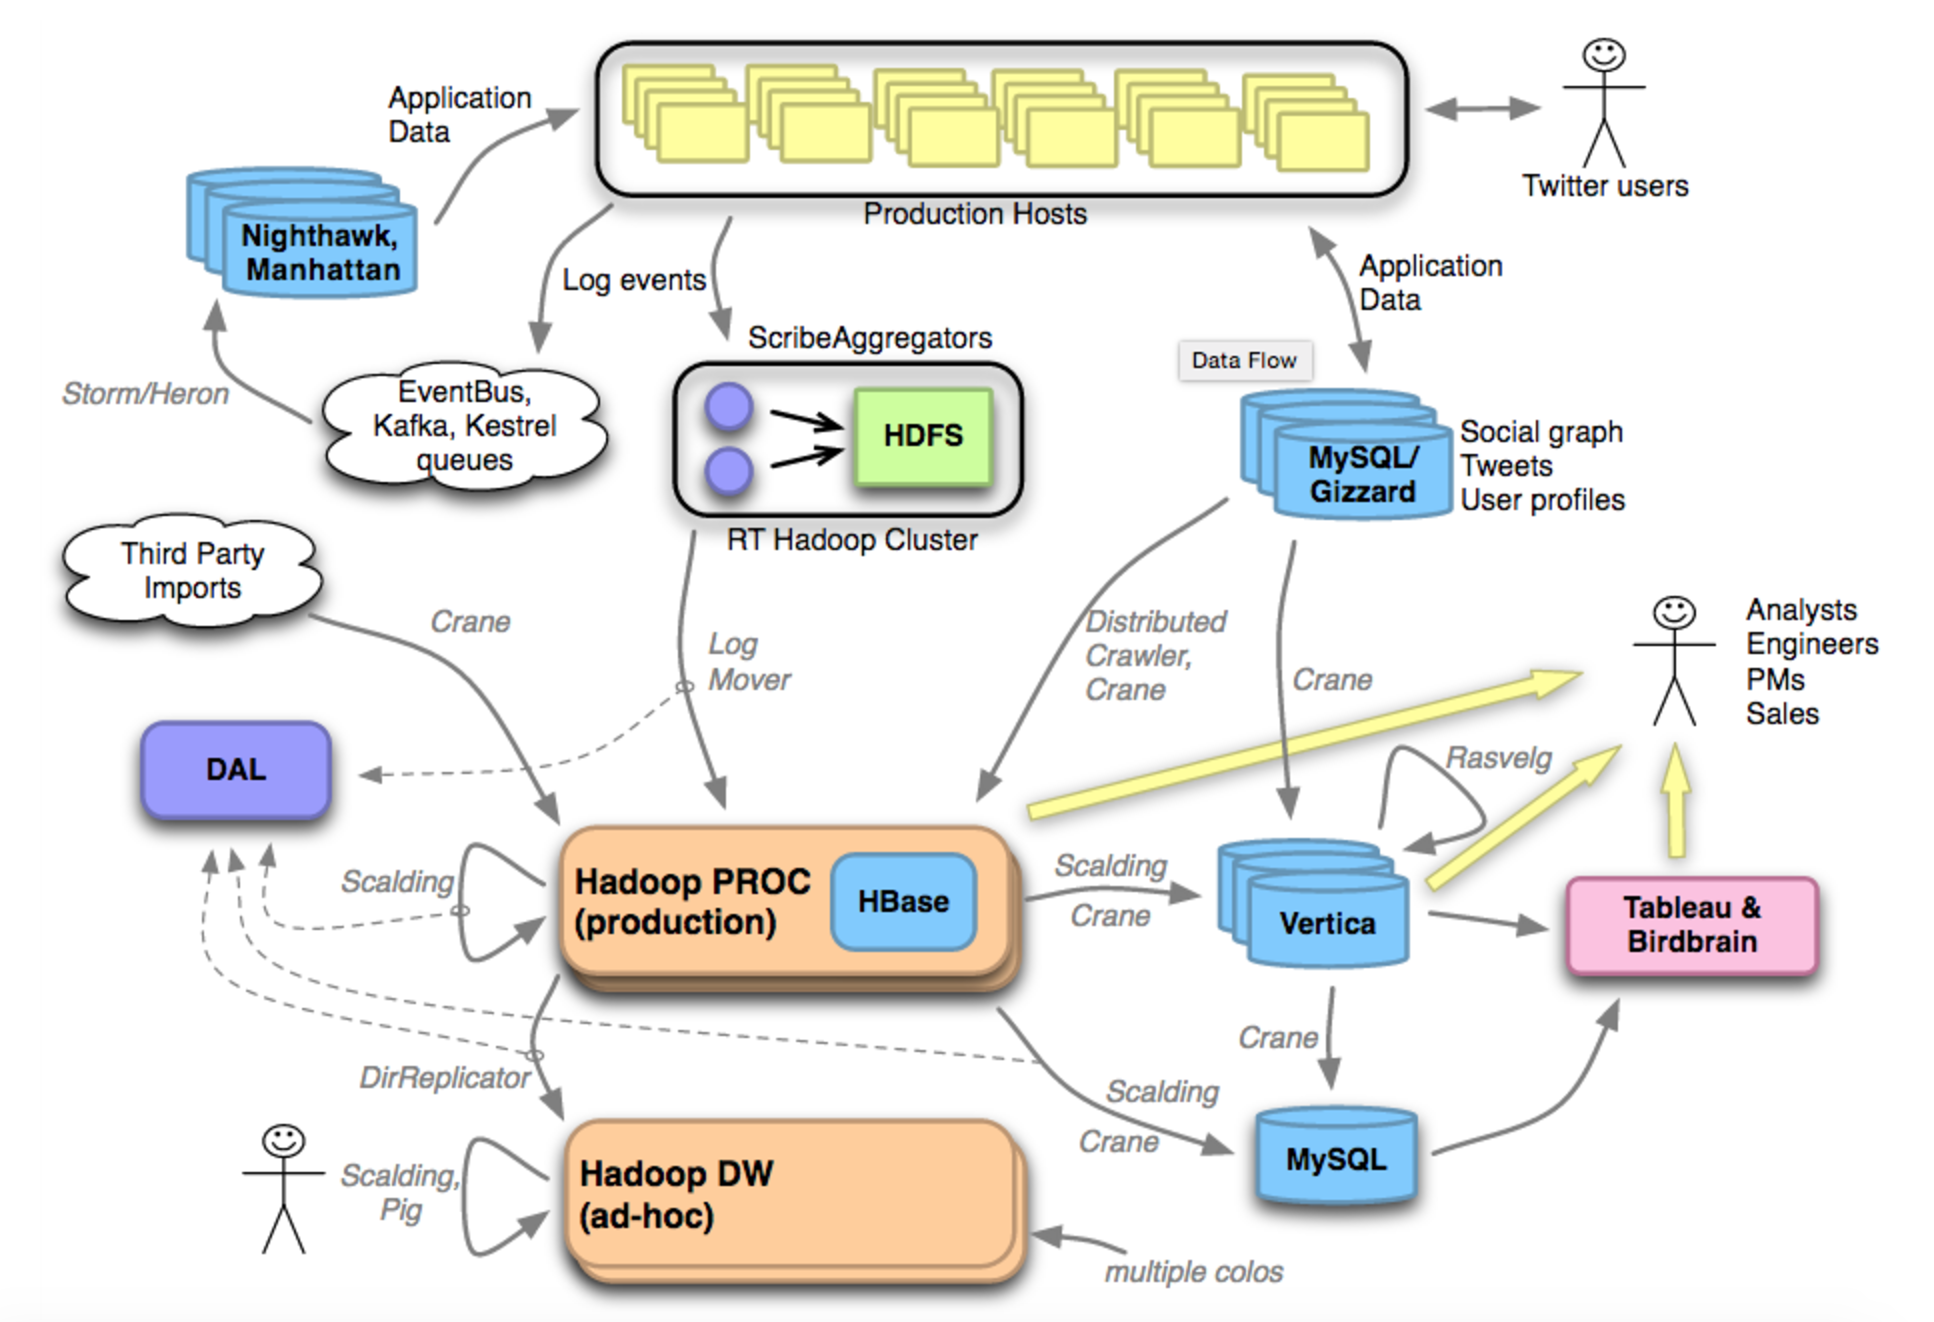 Application
Data
Production Hosts
Twitter users
Nighthawk,
Manhattan
Log events
Application
Data
ScribeAggregators
Data Flow
Storm/Heron
EventBus,
Kafka, Kestrel
queues
HDFS
MySQL/
Gizzard
Social graph
Tweets
User profiles
RT Hadoop Cluster
Third Party
Imports
Crane
Log
Mover
Distributed
Crawler,
Crane
Crane
Analysts
Engineers
PMs
Sales
DAL
Rasvelg
Scalding
Hadoop PROC
(production)
HBase
Scalding
Crane
Vertica
Tableau &
Birdbrain
Crane
DirReplicator
Scalding
Crane
MySQL
Scalding,
Pig
Hadoop DW
(ad-hoc)
multiple colos